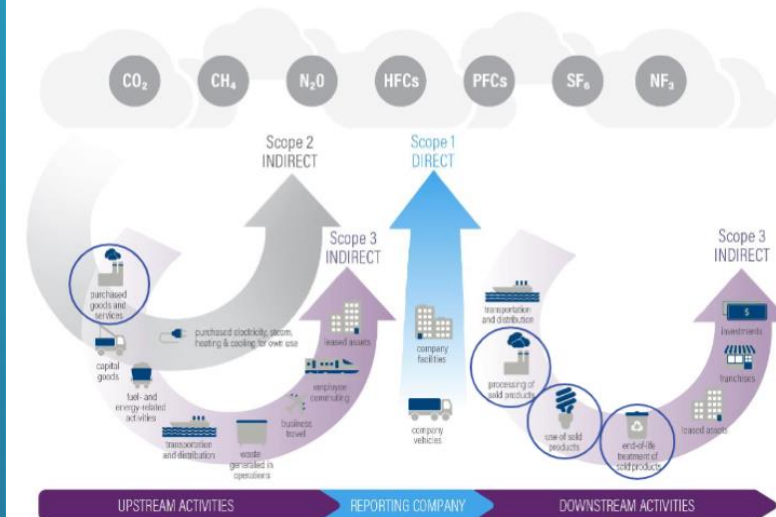 CO₂ CH₄ N₂O HFCs PFCs SF₆ NF₃
Scope 2
INDIRECT
Scope 1
DIRECT
Scope 3
INDIRECT
Scope 3
INDIRECT
purchased
goods and
services
capital
goods
fuel- and
energy-related
activities
purchased electricity, steam,
heating & cooling for own use
transportation
and distribution
waste
generated in
operations
business
travel
employee
commuting
leased assets
company
facilities
company
vehicles
transportation
and distribution
processing of
sold products
use of sold
products
end-of-life
treatment of
sold products
leased assets
franchises
$
investments
UPSTREAM ACTIVITIES
REPORTING COMPANY
DOWNSTREAM ACTIVITIES